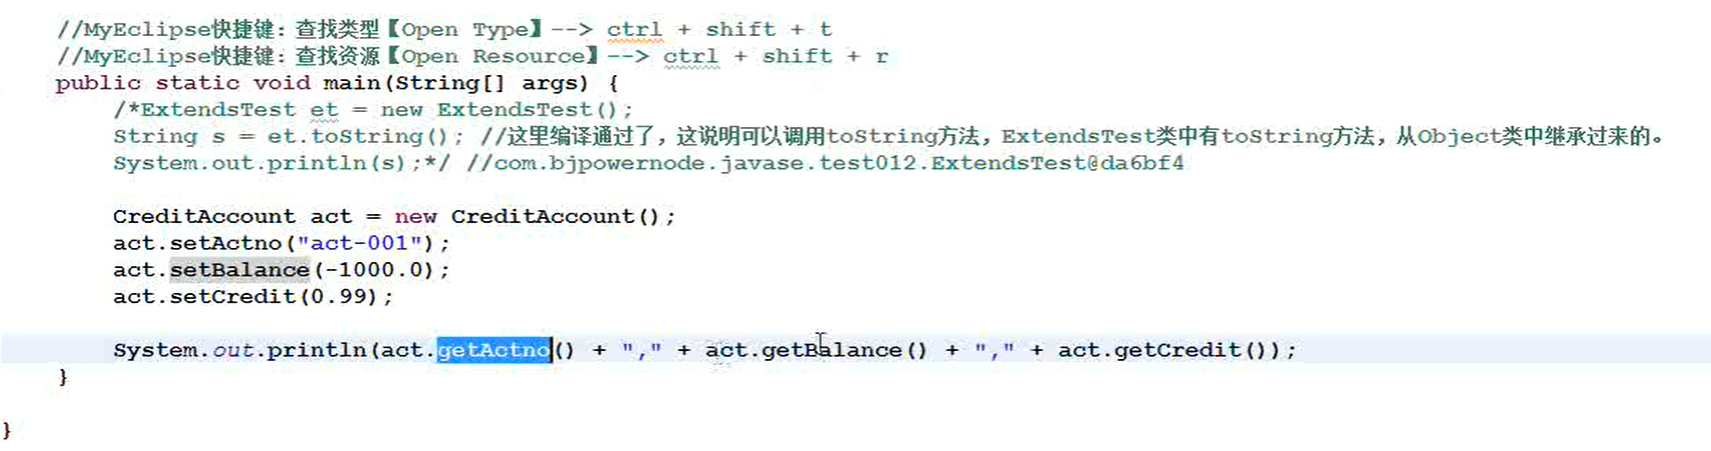 //MyEclipse快捷键：查找类型【Open Type】--> ctrl + shift + t
//MyEclipse快捷键：查找资源【Open Resource】--> ctrl + shift + r
public static void main(String[] args) {
/*ExtendsTest et = new ExtendsTest();
String s = et.toString(); //这里编译通过了，这说明可以调用toString方法，ExtendsTest类中有toString方法，从Object类中继承过来的。
System.out.println(s);*/ //com.bjpowernode.javase.test012.ExtendsTest@da6bf4
CreditAccount act = new CreditAccount();
act.setActno("act-001");
act.setBalance(-1000.0);
act.setCredit(0.99);
System.out.println(act.getActno() + "," + act.getBalance() + "," + act.getCredit());
}
}